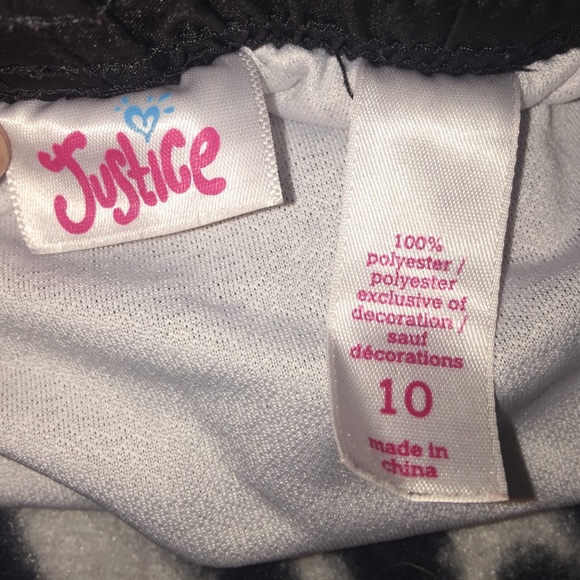 Justice
100%
polyester /
polyester
exclusive of
decoration /
sauf
décorations
10
made in
china